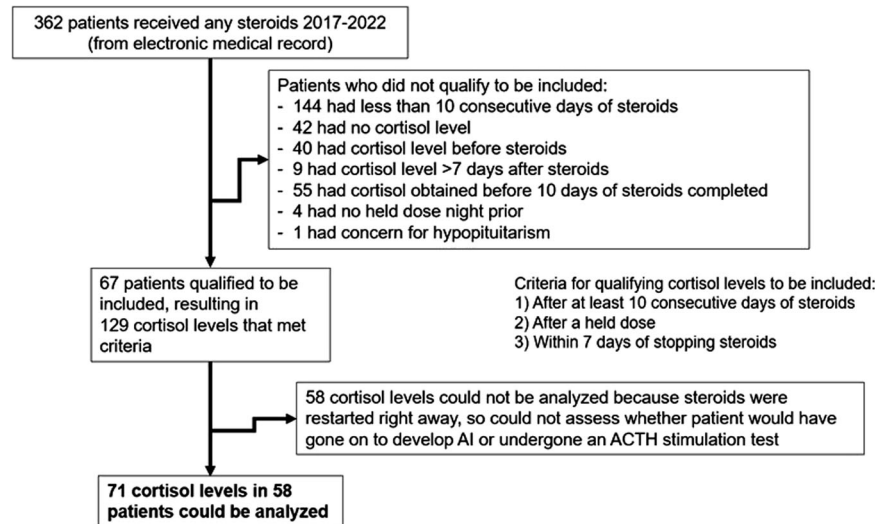 362 patients received any steroids 2017-2022
(from electronic medical record)
Patients who did not qualify to be included:
- 144 had less than 10 consecutive days of steroids
- 42 had no cortisol level
- 40 had cortisol level before steroids
- 9 had cortisol level >7 days after steroids
- 55 had cortisol obtained before 10 days of steroids completed
- 4 had no held dose night prior
- 1 had concern for hypopituitarism
67 patients qualified to be
included, resulting in
129 cortisol levels that met
criteria
Criteria for qualifying cortisol levels to be included:
1) After at least 10 consecutive days of steroids
2) After a held dose
3) Within 7 days of stopping steroids
58 cortisol levels could not be analyzed because steroids were
restarted right away, so could not assess whether patient would have
gone on to develop AI or undergone an ACTH stimulation test
71 cortisol levels in 58
patients could be analyzed